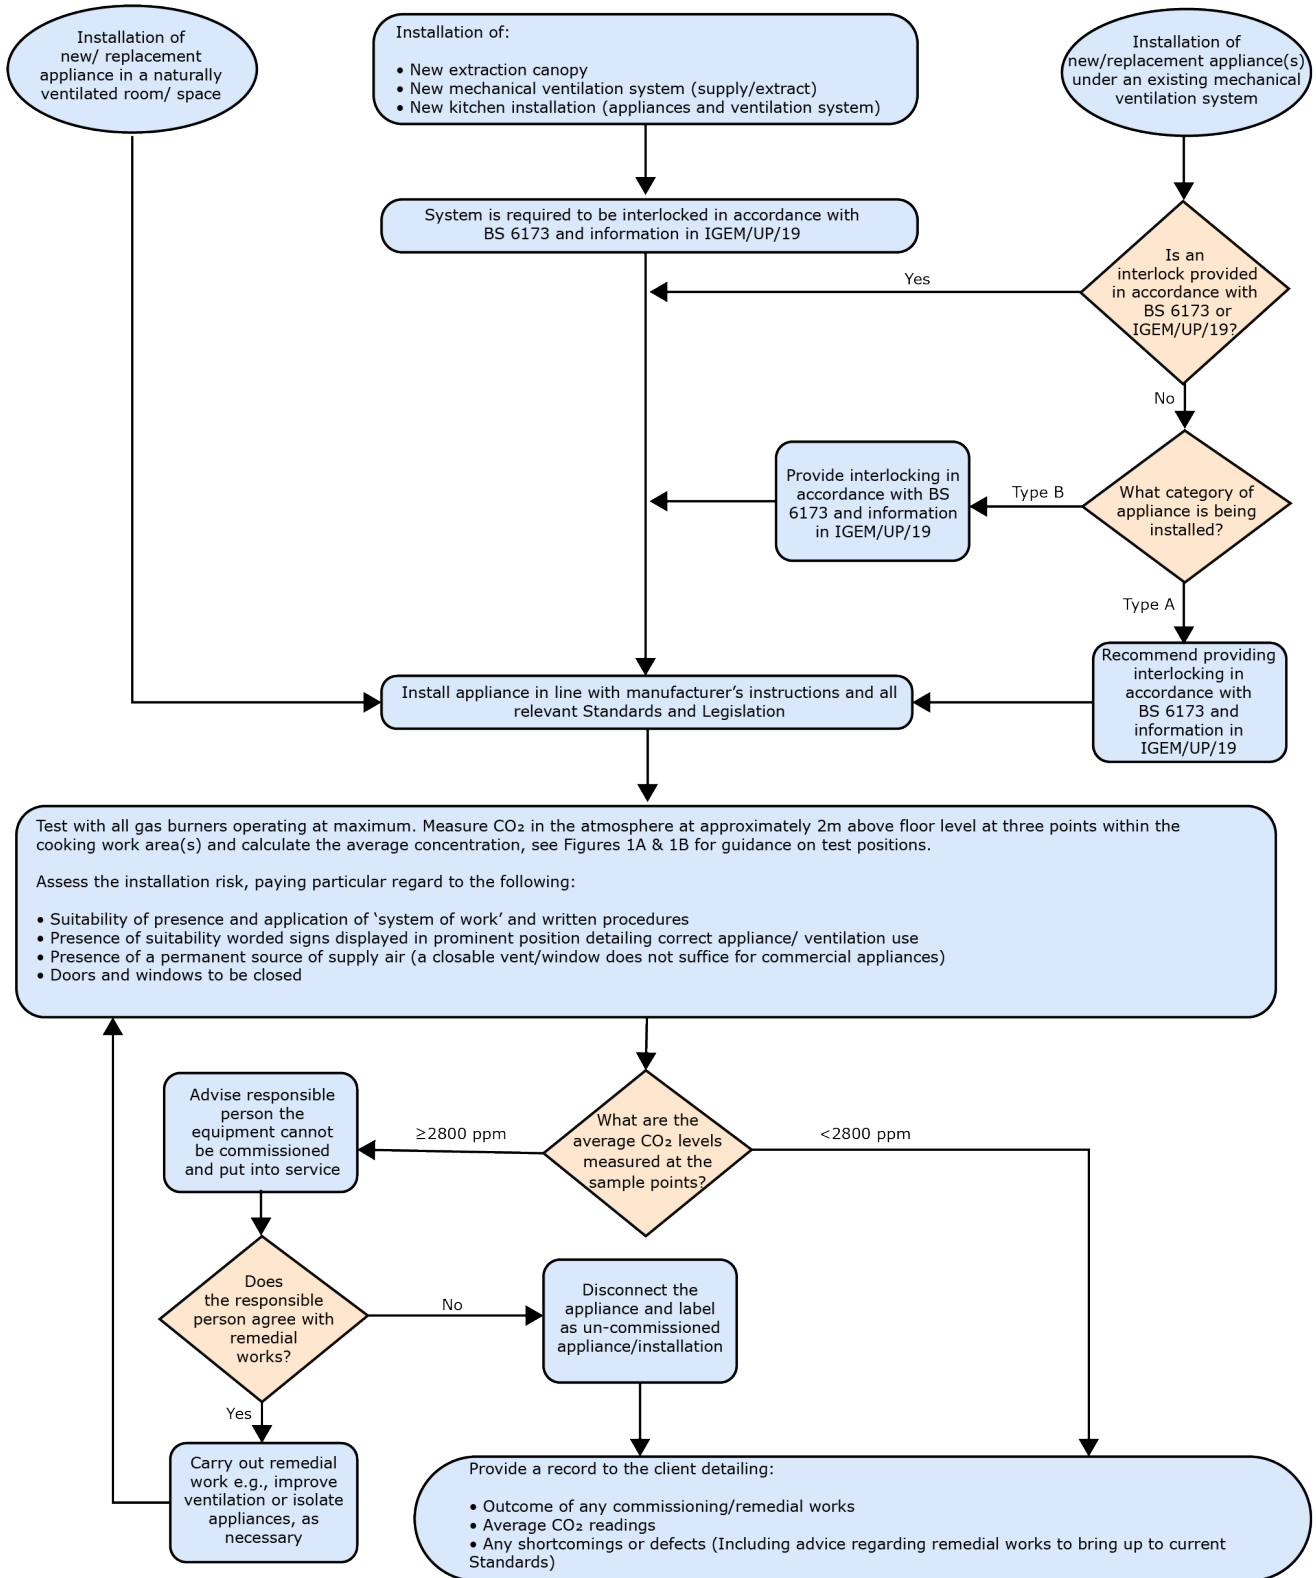 Installation of
new/ replacement
appliance in a naturally
ventilated room/ space
Installation of:
• New extraction canopy
• New mechanical ventilation system (supply/extract)
• New kitchen installation (appliances and ventilation system)
Installation of
new/replacement appliance(s)
under an existing mechanical
ventilation system
System is required to be interlocked in accordance with
BS 6173 and information in IGEM/UP/19
Is an
interlock provided
in accordance with
BS 6173 or
IGEM/UP/19?
Yes
No
What category of
appliance is being
installed?
Type B
Provide interlocking in
accordance with BS
6173 and information
in IGEM/UP/19
Type A
Recommend providing
interlocking in
accordance with
BS 6173 and
information in
IGEM/UP/19
Install appliance in line with manufacturer’s instructions and all
relevant Standards and Legislation
Test with all gas burners operating at maximum. Measure CO₂ in the atmosphere at approximately 2m above floor level at three points within the
cooking work area(s) and calculate the average concentration, see Figures 1A & 1B for guidance on test positions.
Assess the installation risk, paying particular regard to the following:
• Suitability of presence and application of ‘system of work’ and written procedures
• Presence of suitability worded signs displayed in prominent position detailing correct appliance/ ventilation use
• Presence of a permanent source of supply air (a closable vent/window does not suffice for commercial appliances)
• Doors and windows to be closed
What are the
average CO₂ levels
measured at the
sample points?
≥2800 ppm
<2800 ppm
Advise responsible
person the
equipment cannot
be commissioned
and put into service
Does
the responsible
person agree with
remedial
works?
No
Disconnect the
appliance and label
as un-commissioned
appliance/installation
Yes
Carry out remedial
work e.g., improve
ventilation or isolate
appliances, as
necessary
Provide a record to the client detailing:
• Outcome of any commissioning/remedial works
• Average CO₂ readings
• Any shortcomings or defects (Including advice regarding remedial works to bring up to current
Standards)